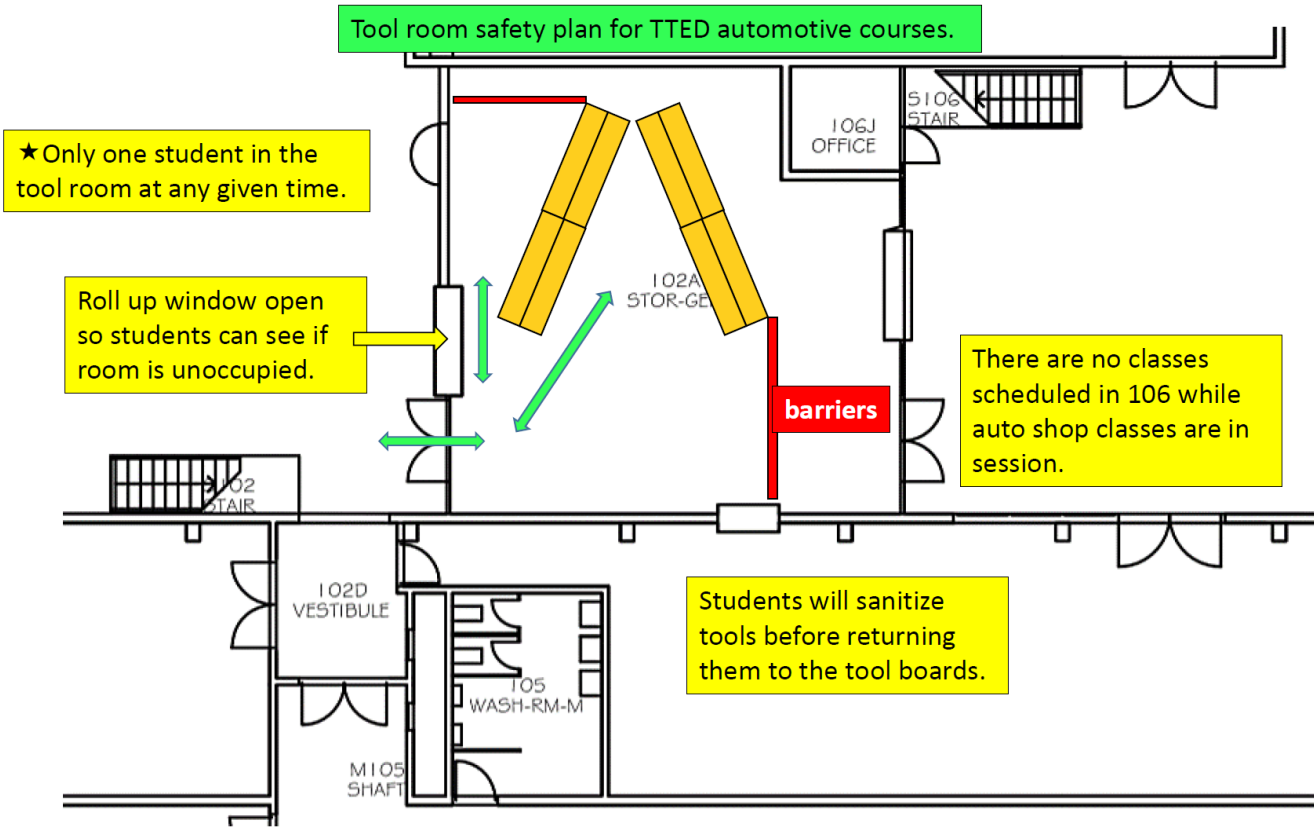 Tool room safety plan for TTED automotive courses.
★Only one student in the
tool room at any given time.
S106
STAIR
106J
OFFICE
Roll up window open
so students can see if
room is unoccupied.
102A
STOR-GE
There are no classes
scheduled in 106 while
auto shop classes are in
session.
barriers
102
STAIR
102D
VESTIBULE
Students will sanitize
tools before returning
them to the tool boards.
105
WASH-RM-M
M105
SHAFT